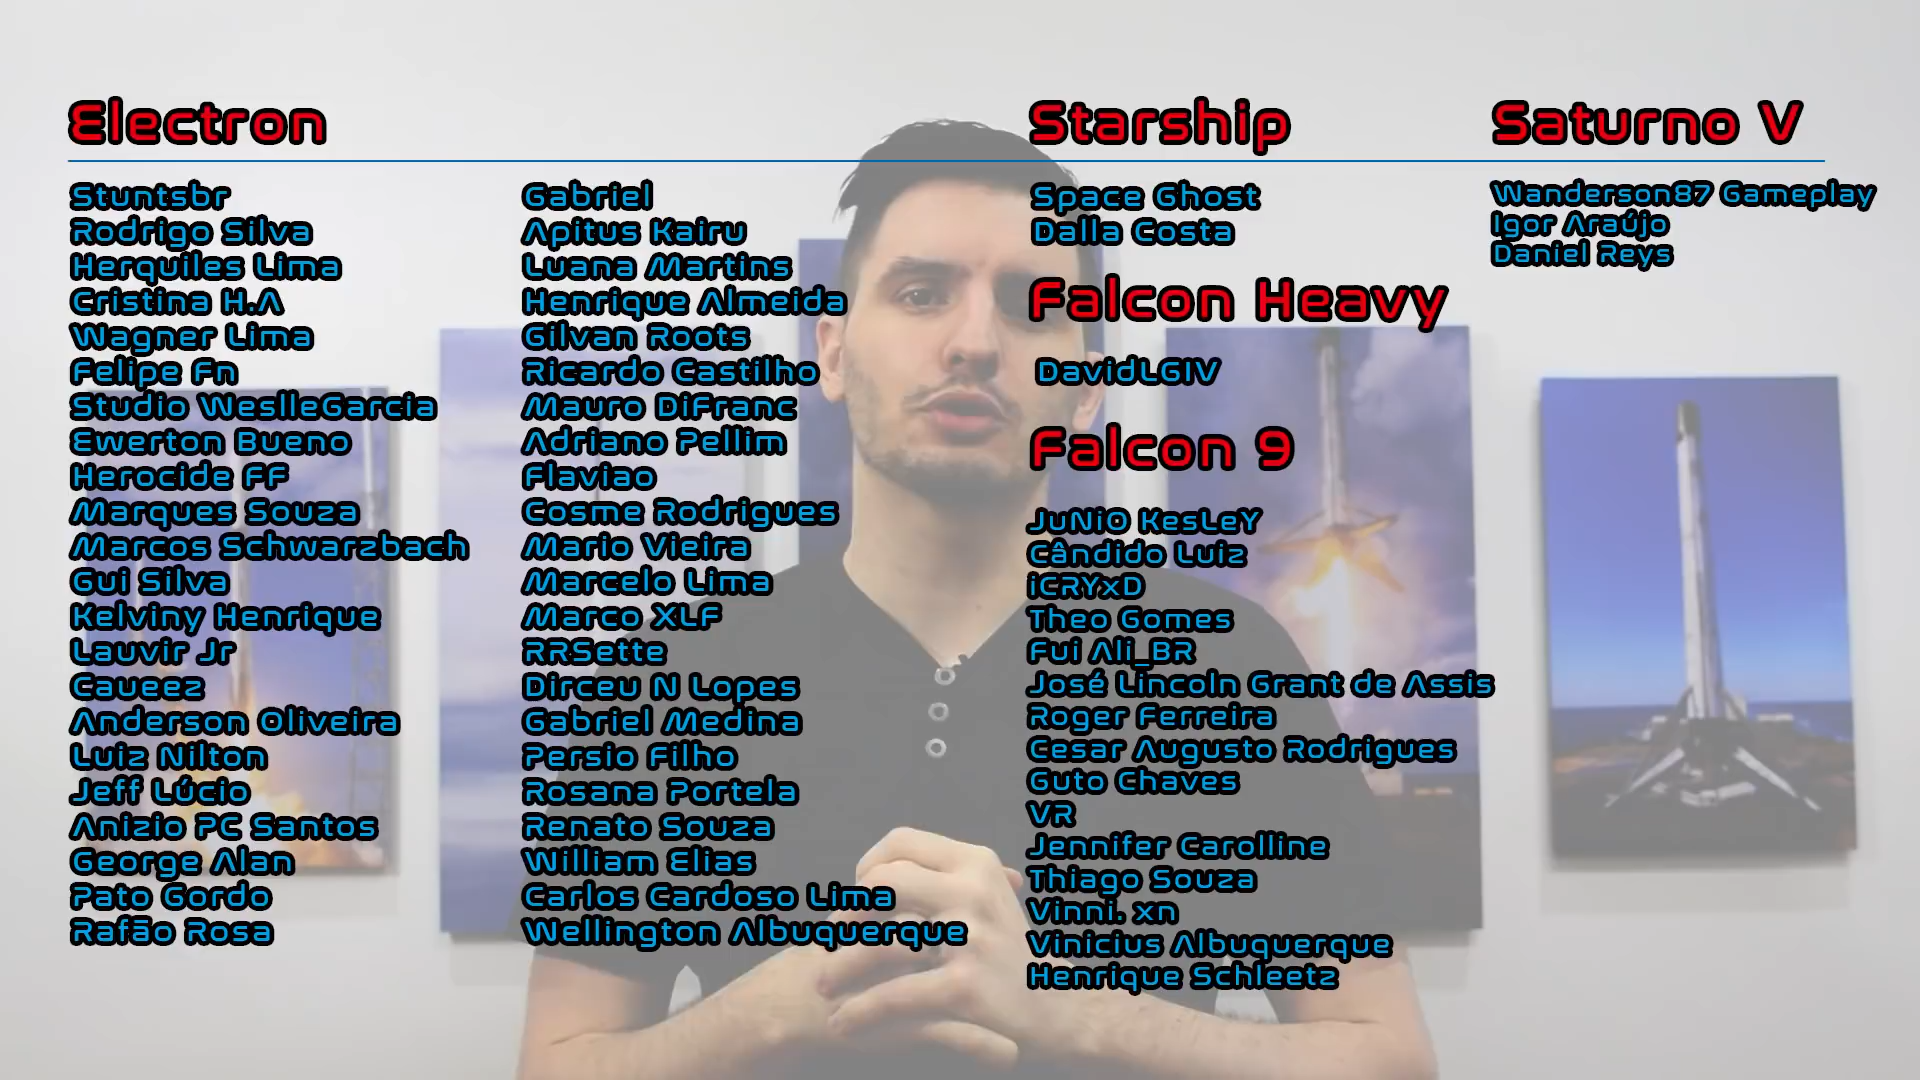 Electron
Stuntsbr
Rodrigo Silva
Herquiles Lima
Cristina H.A
Wagner Lima
Felipe Fn
Studio WeslleGarcia
Ewerton Bueno
Herocide FF
Marques Souza
Marcos Schwarzbach
Gui Silva
Kelviny Henrique
Lauvir Jr
Caueez
Anderson Oliveira
Luiz Nilton
Jeff Lúcio
Anizio PC Santos
George Alan
Pato Gordo
Rafão Rosa
Gabriel
Apitus Kairu
Luana Martins
Henrique Almeida
Gilvan Roots
Ricardo Castilho
Mauro DiFranc
Adriano Pellim
Flaviao
Cosme Rodrigues
Mario Vieira
Marcelo Lima
Marco XLF
RRSette
Dirceu N Lopes
Gabriel Medina
Persio Filho
Rosana Portela
Renato Souza
William Elias
Carlos Cardoso Lima
Wellington Albuquerque
Starship
Space Ghost
Dalla Costa
Falcon Heavy
DavidLGIV
Falcon 9
JuNiO KesLeY
Cândido Luiz
iCRYxD
Theo Gomes
Fui Ali_BR
José Lincoln Grant de Assis
Roger Ferreira
Cesar Augusto Rodrigues
Guto Chaves
VR
Jennifer Carolline
Thiago Souza
Vinni. xn
Vinicius Albuquerque
Henrique Schleetz
Saturno V
Wanderson87 Gameplay
Igor Araújo
Daniel Reys